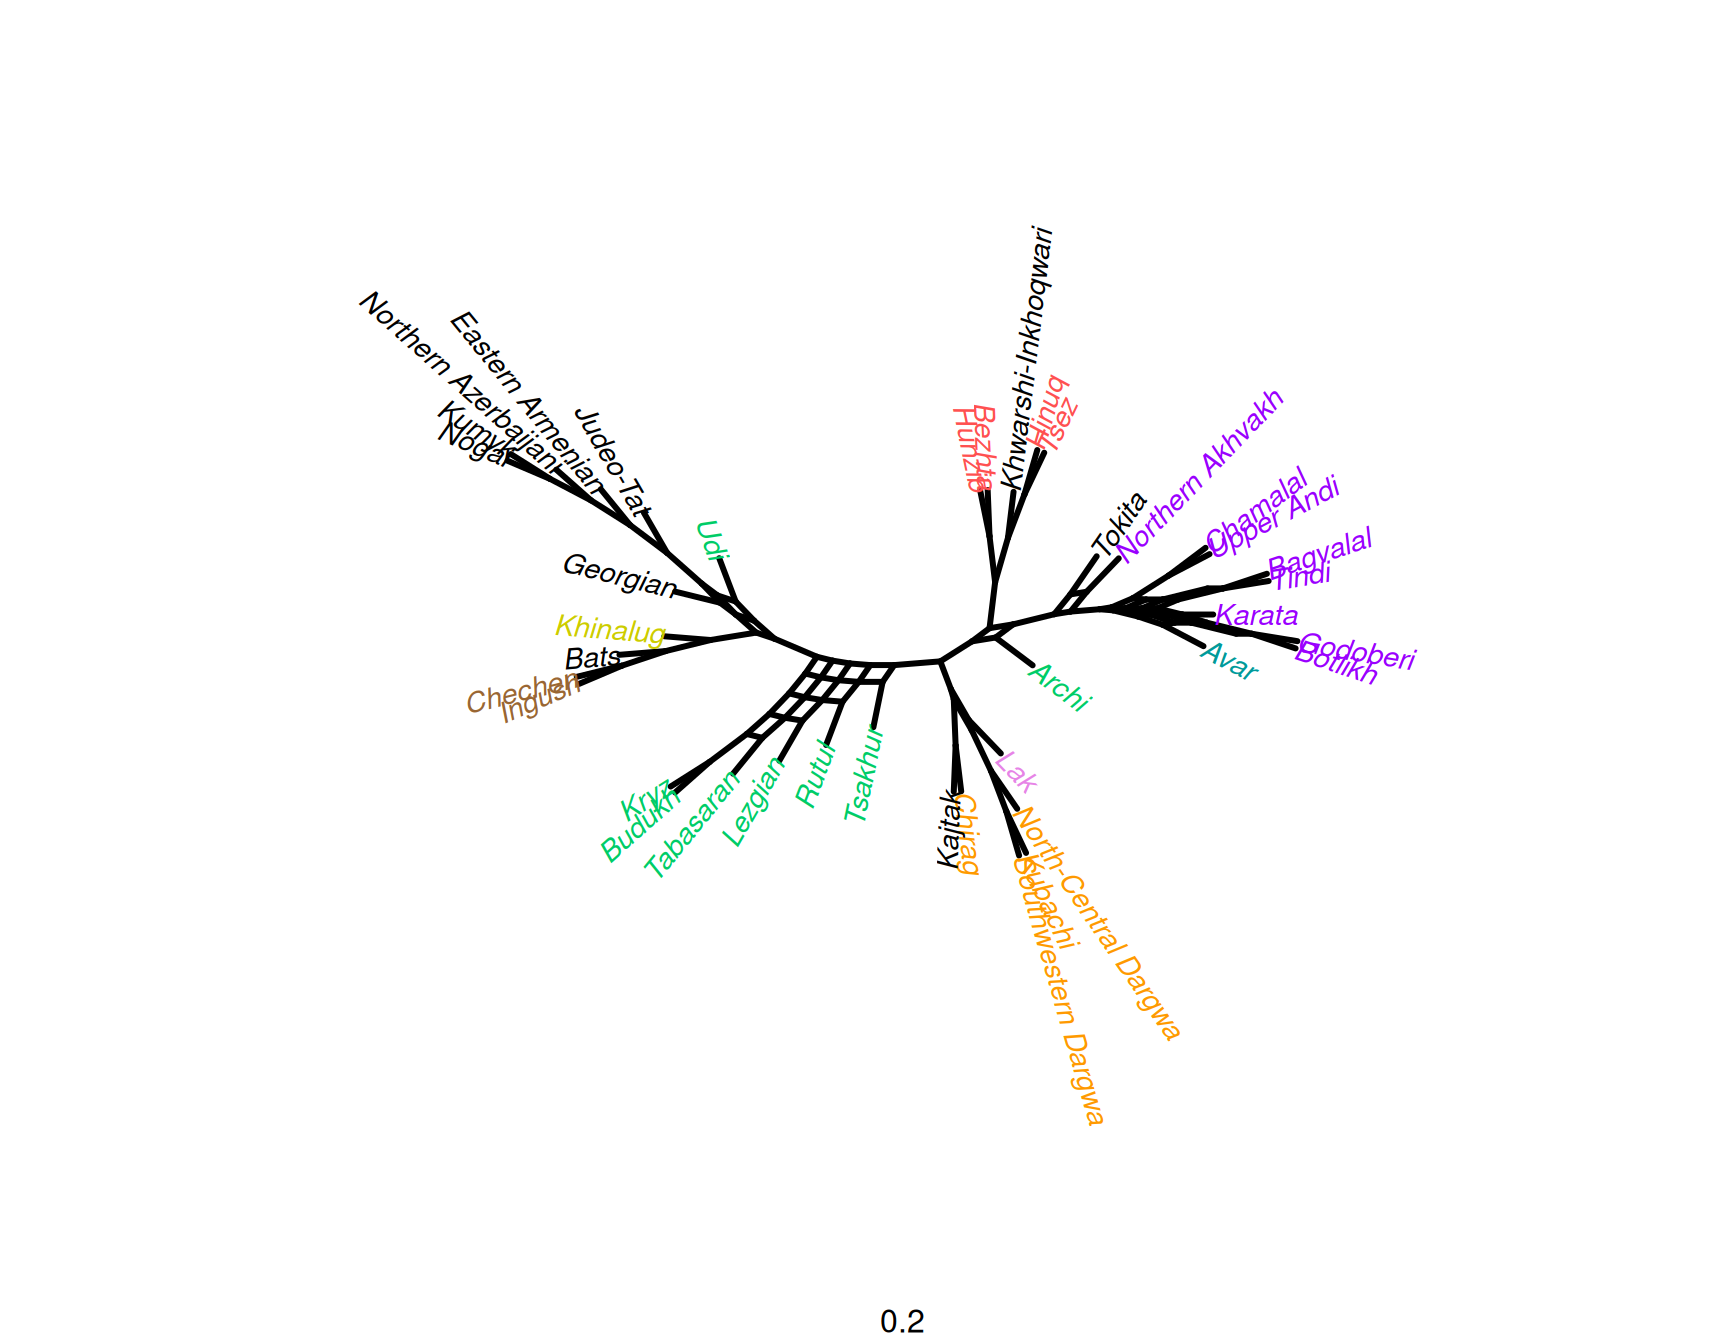 Northern Azerbaijani
Eastern Armenian
Kumyk
Nogai
Judeo-Tat
Udi
Georgian
Khinalug
Bats
Chechen
Ingush
Kryz
Budukh
Tabasaran
Lezgian
Rutul
Tsakhur
Kajtak
Chirag
Southwestern Dargwa
Kubachi
North-Central Dargwa
Lak
Archi
Avar
Botlikh
Godoberi
Karata
Tindi
Bagvalal
Upper Andi
Chamalal
Northern Akhvakh
Tokita
Tsez
Hinuq
Khwarshi-Inkhoqwari
Bezhta
Hunzib
0.2